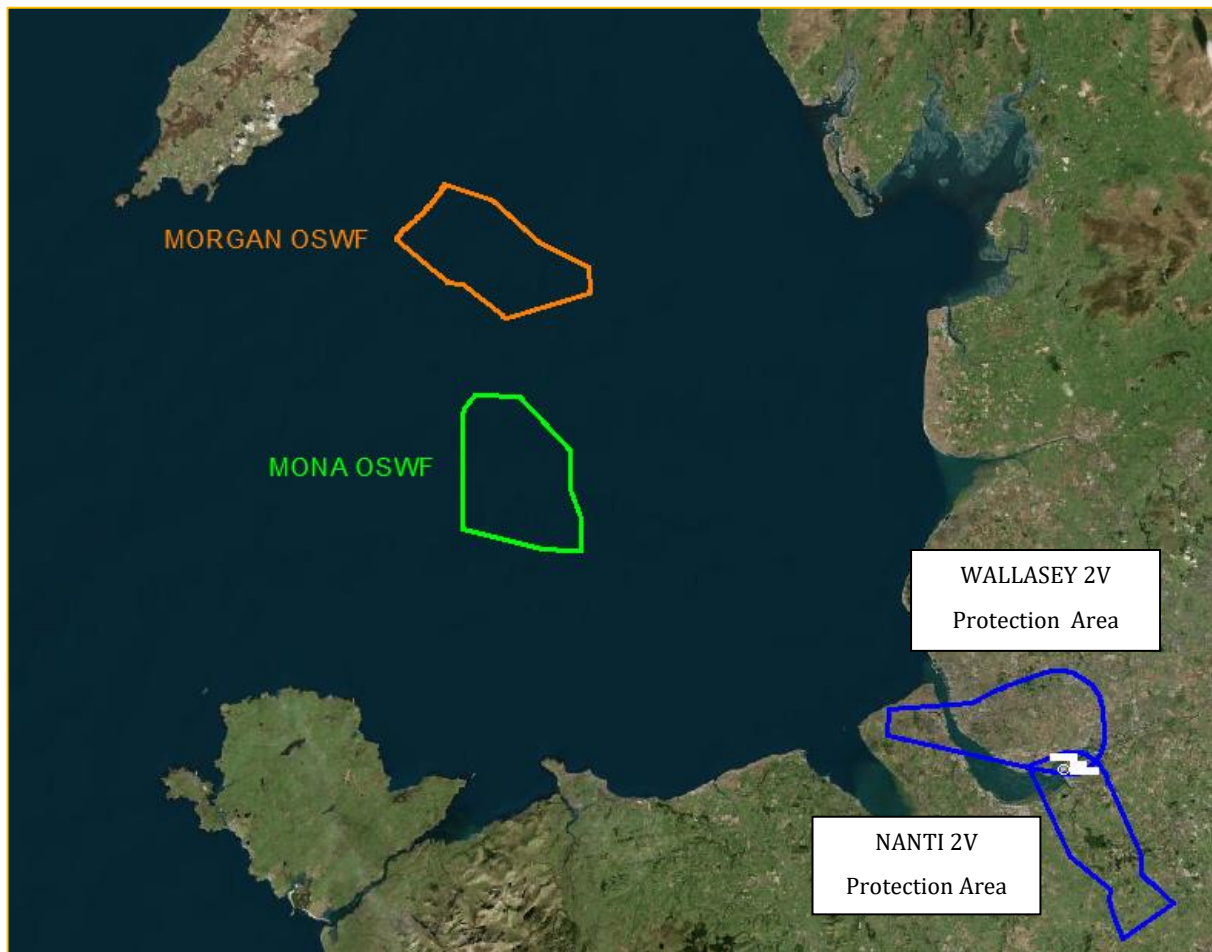 MORGAN OSWF
MONA OSWF
WALLASEY 2V
Protection Area
NANTI 2V
Protection Area